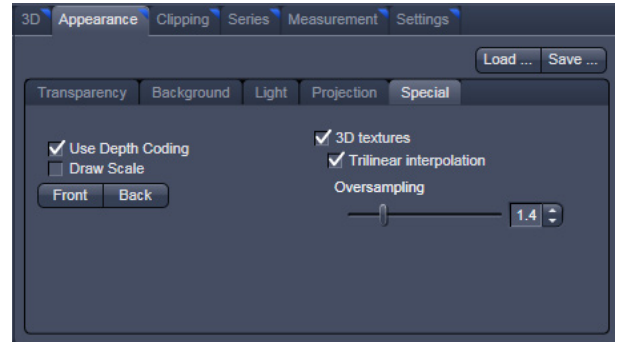 3D Appearance Clipping Series Measurement Settings
Load ... Save ...
Transparency Background Light Projection Special
Use Depth Coding
Draw Scale
Front Back
3D textures
Trilinear interpolation
Oversampling
1.4